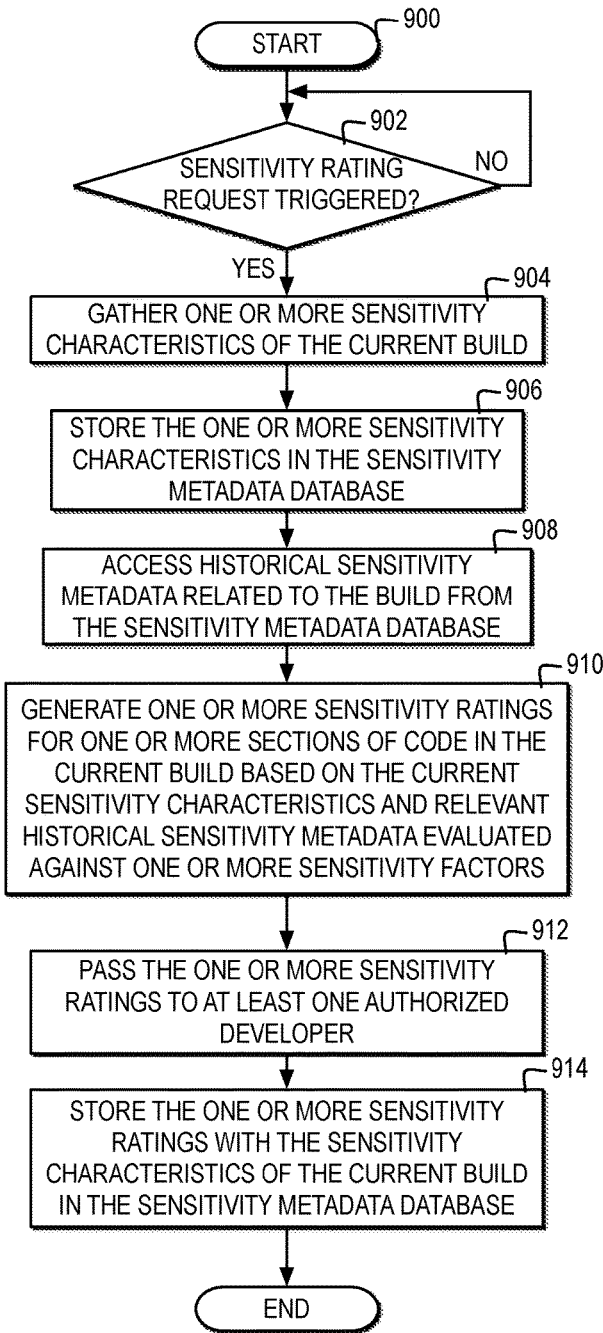 900
START
902
SENSITIVITY RATING
REQUEST TRIGGERED?
NO
YES
904
GATHER ONE OR MORE SENSITIVITY
CHARACTERISTICS OF THE CURRENT BUILD
906
STORE THE ONE OR MORE SENSITIVITY
CHARACTERISTICS IN THE SENSITIVITY
METADATA DATABASE
908
ACCESS HISTORICAL SENSITIVITY
METADATA RELATED TO THE BUILD FROM
THE SENSITIVITY METADATA DATABASE
910
GENERATE ONE OR MORE SENSITIVITY RATINGS
FOR ONE OR MORE SECTIONS OF CODE IN THE
CURRENT BUILD BASED ON THE CURRENT
SENSITIVITY CHARACTERISTICS AND RELEVANT
HISTORICAL SENSITIVITY METADATA EVALUATED
AGAINST ONE OR MORE SENSITIVITY FACTORS
912
PASS THE ONE OR MORE SENSITIVITY
RATINGS TO AT LEAST ONE AUTHORIZED
DEVELOPER
914
STORE THE ONE OR MORE SENSITIVITY
RATINGS WITH THE SENSITIVITY
CHARACTERISTICS OF THE CURRENT BUILD
IN THE SENSITIVITY METADATA DATABASE
END